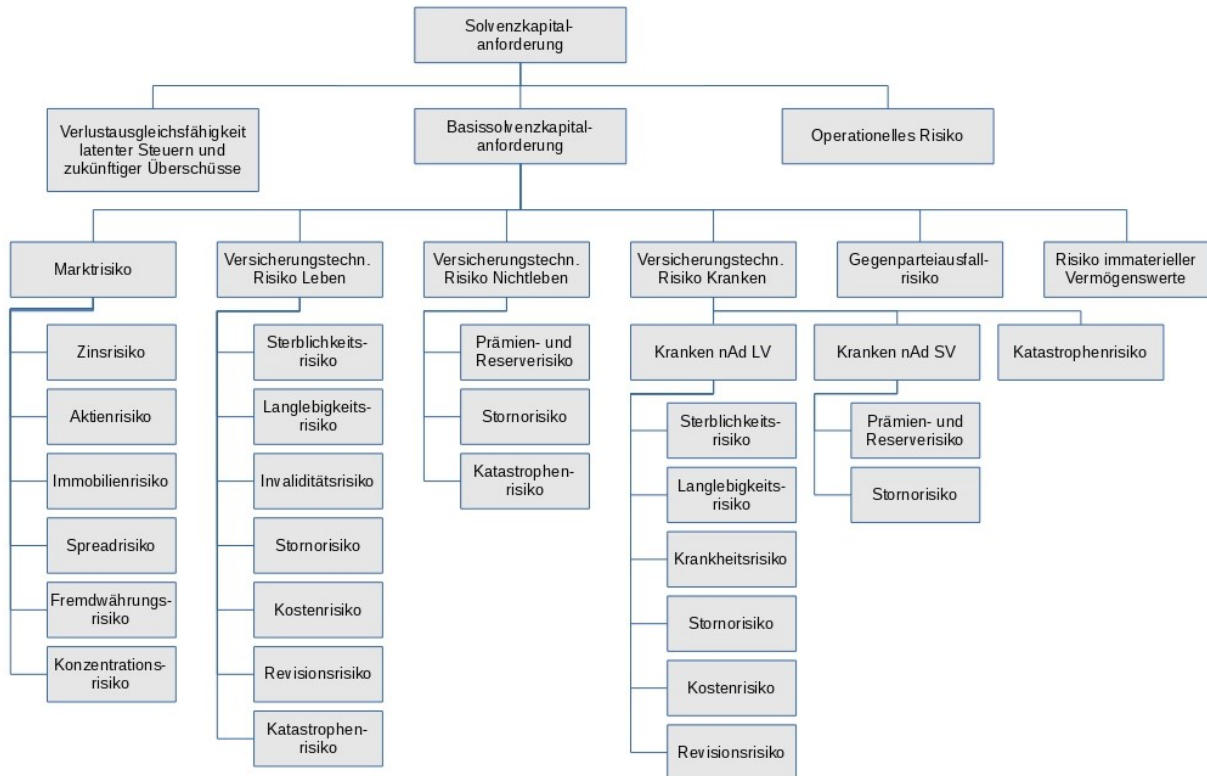 Solvenzkapital-
anforderung
Verlustausgleichsfähigkeit
latenter Steuern und
zukünftiger Überschüsse
Basissolvenzkapital-
anforderung
Operationelles Risiko
Marktrisiko
Versicherungstechn.
Risiko Leben
Versicherungstechn.
Risiko Nichtleben
Versicherungstechn.
Risiko Kranken
Gegenparteiausfall-
risiko
Risiko immaterieller
Vermögenswerte
Zinsrisiko
Aktienrisiko
Immobilienrisiko
Spreadrisiko
Fremdwährungs-
risiko
Konzentrations-
risiko
Sterblichkeits-
risiko
Langlebigkeits-
risiko
Invaliditätsrisiko
Stornorisiko
Kostenrisiko
Revisionsrisiko
Katastrophen-
risiko
Prämien- und
Reserverisiko
Stornorisiko
Katastrophen-
risiko
Kranken nAd LV
Kranken nAd SV
Katastrophenrisiko
Sterblichkeits-
risiko
Langlebigkeits-
risiko
Krankheitsrisiko
Stornorisiko
Kostenrisiko
Revisionsrisiko
Prämien- und
Reserverisiko
Stornorisiko